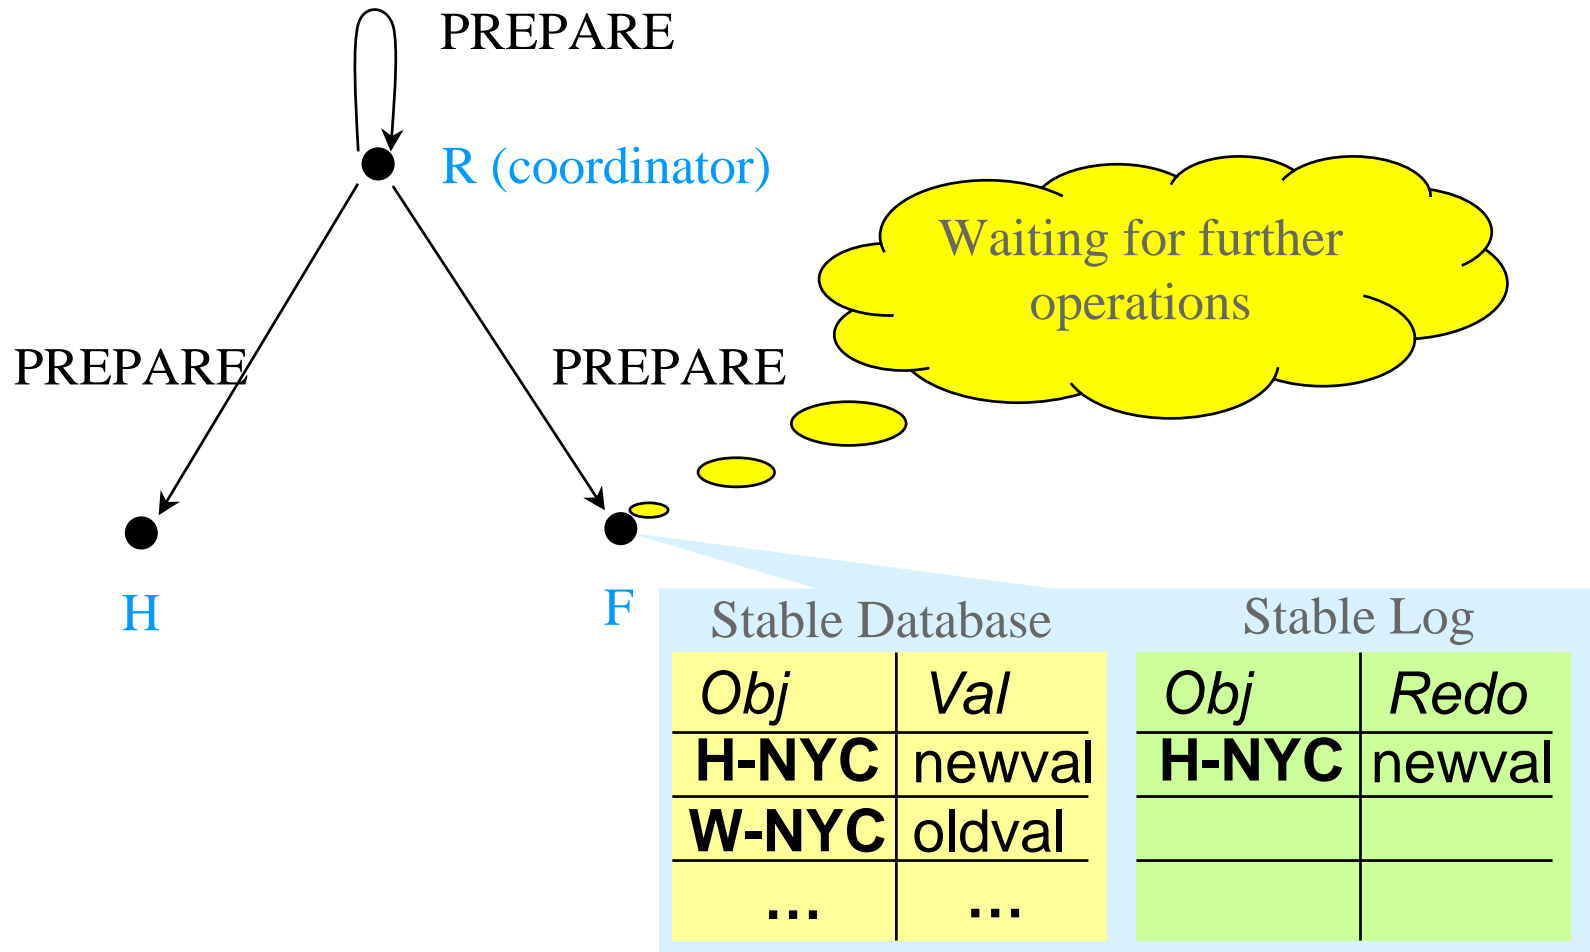 PREPARE
R (coordinator)
Waiting for further
operations
PREPARE
PREPARE
H
F
Stable Database
Stable Log
Obj Val
Obj Redo
H-NYC newval
H-NYC newval
W-NYC oldval
... ...